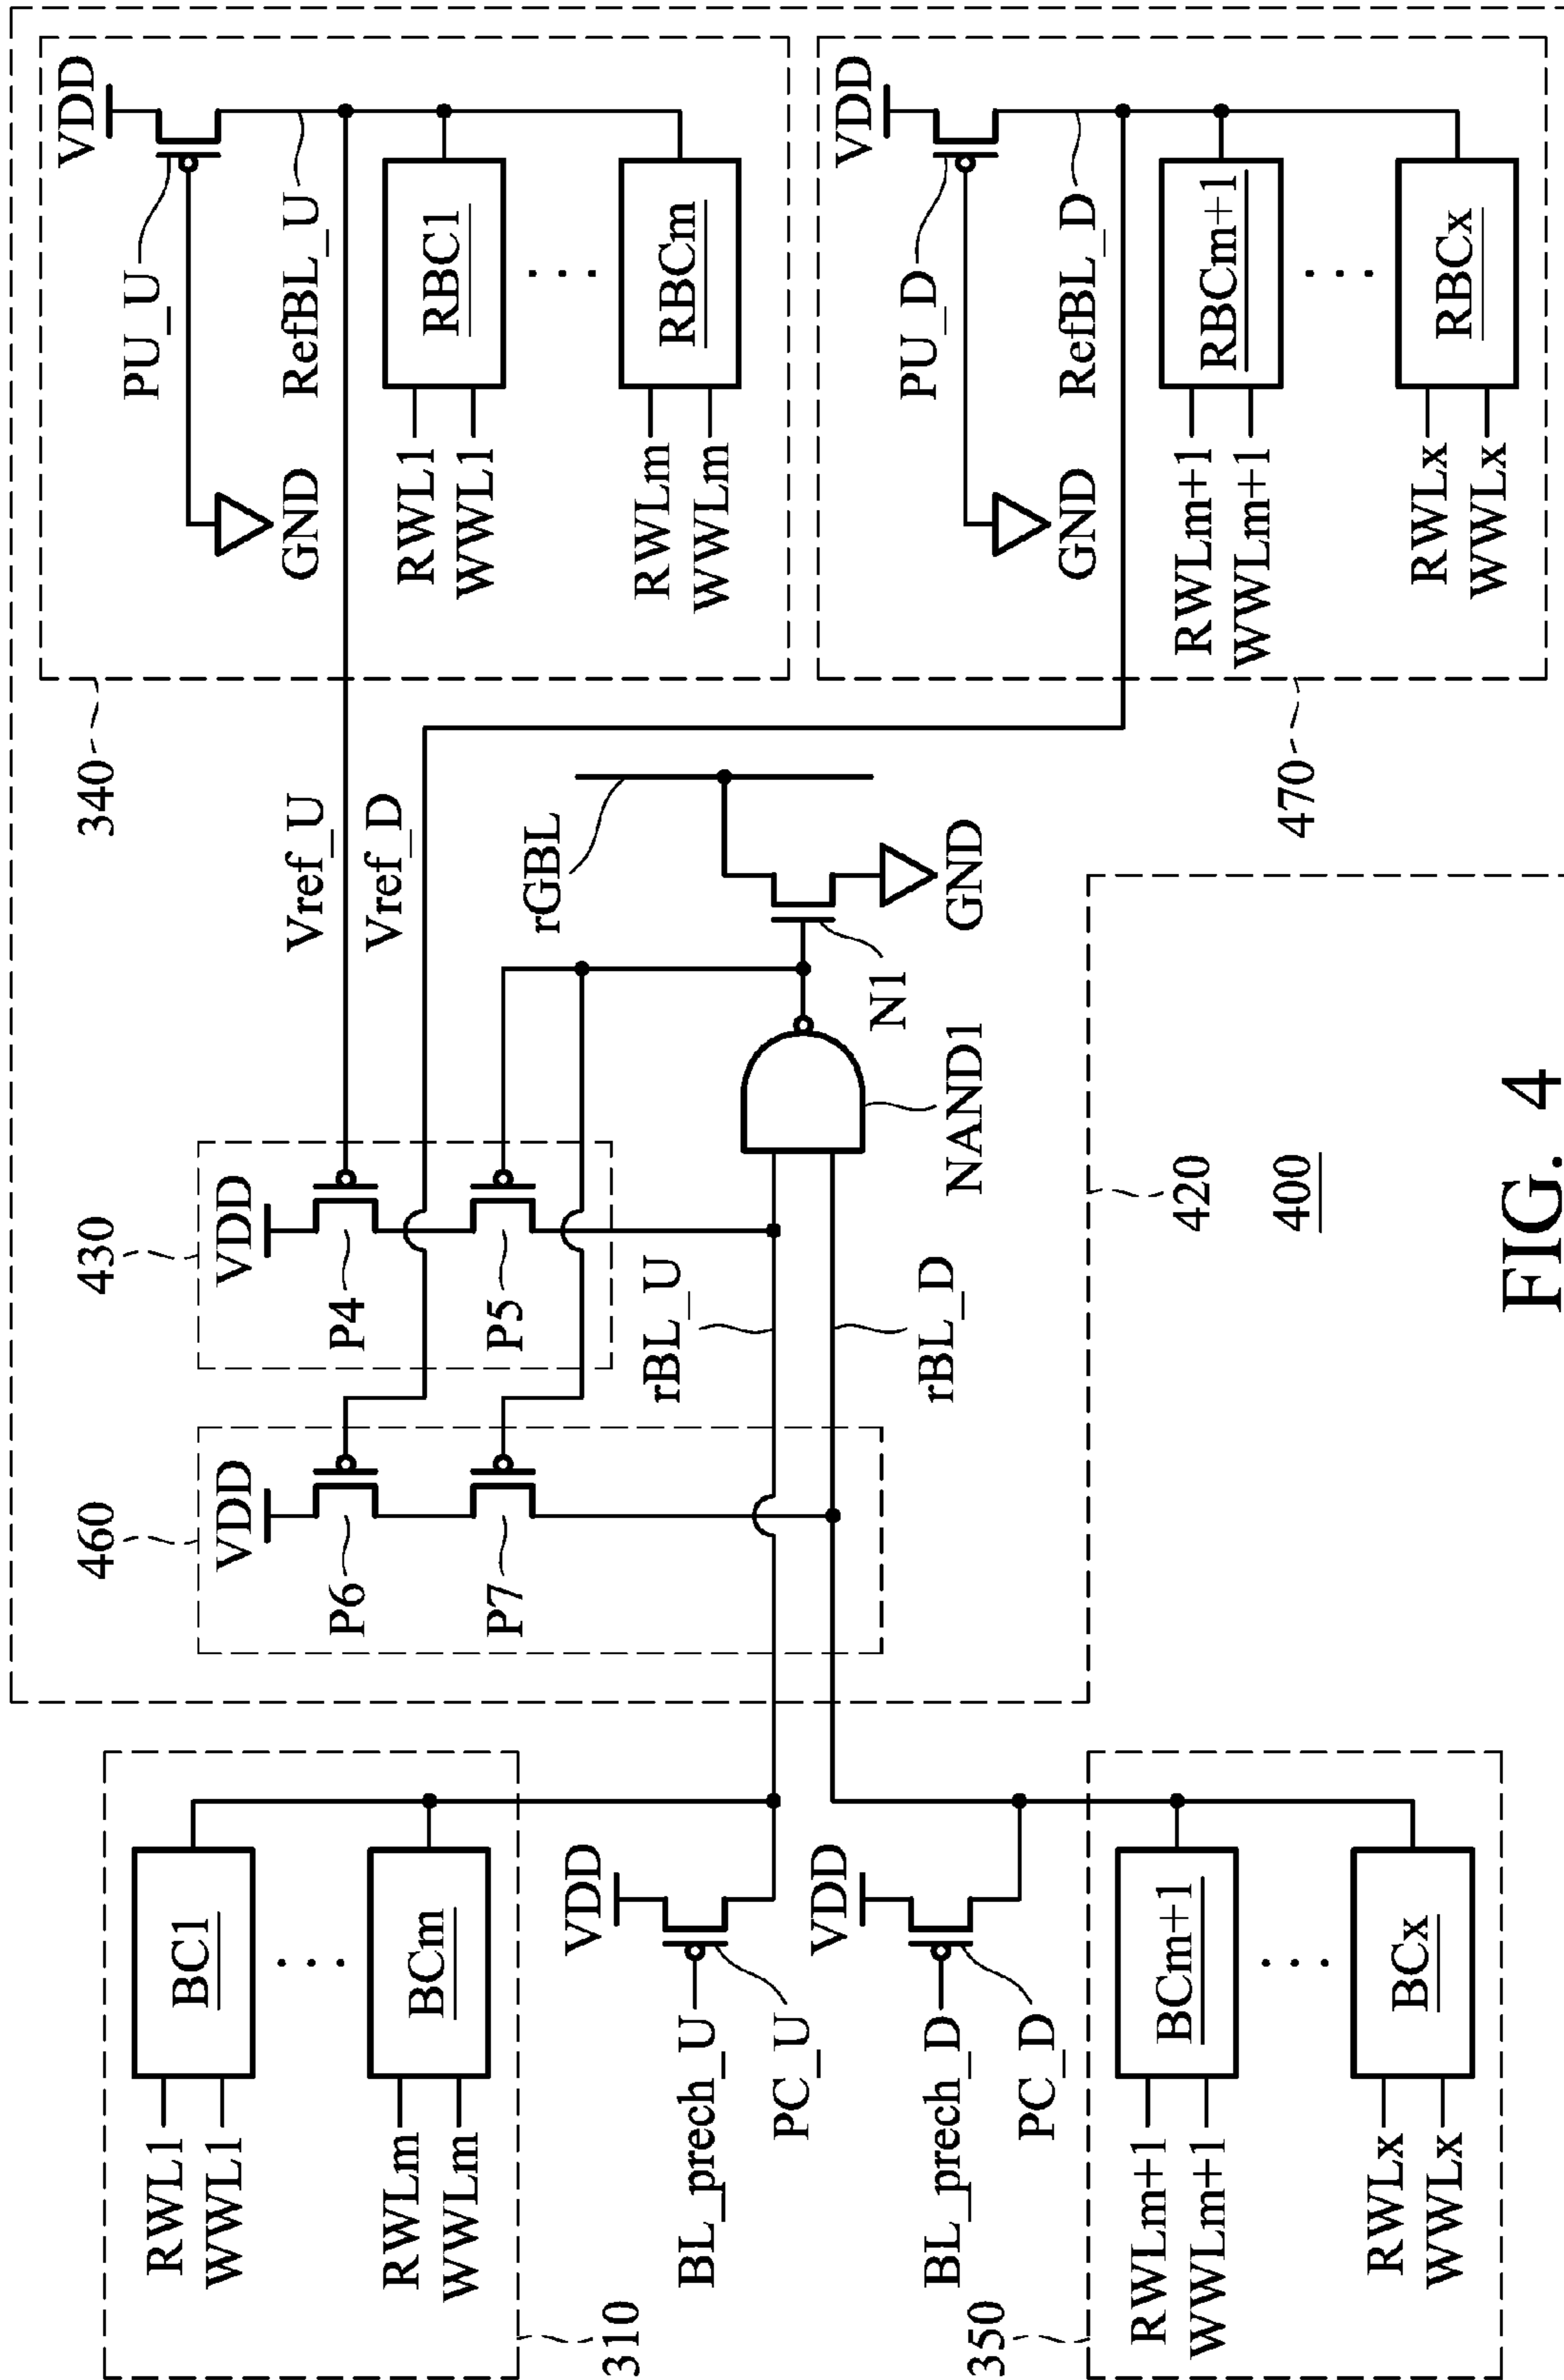 310
RWL1
WWL1
BC1
RWLm
WWLm
BCm
BL_prech_U
VDD
PC_U
BL_prech_D
VDD
PC_D
350
RWLm+1
WWLm+1
BCm+1
RWLx
WWLx
BCx
460
VDD
P6
P7
430
VDD
P4
P5
rBL_U
rBL_D
NAND1
N1
GND
rGBL
Vref_U
Vref_D
420
400
340
VDD
PU_U
GND
RefBL_U
RWL1
WWL1
RBC1
RWLm
WWLm
RBCm
470
VDD
PU_D
GND
RefBL_D
RWLm+1
WWLm+1
RBCm+1
RWLx
WWLx
RBCx
FIG. 4